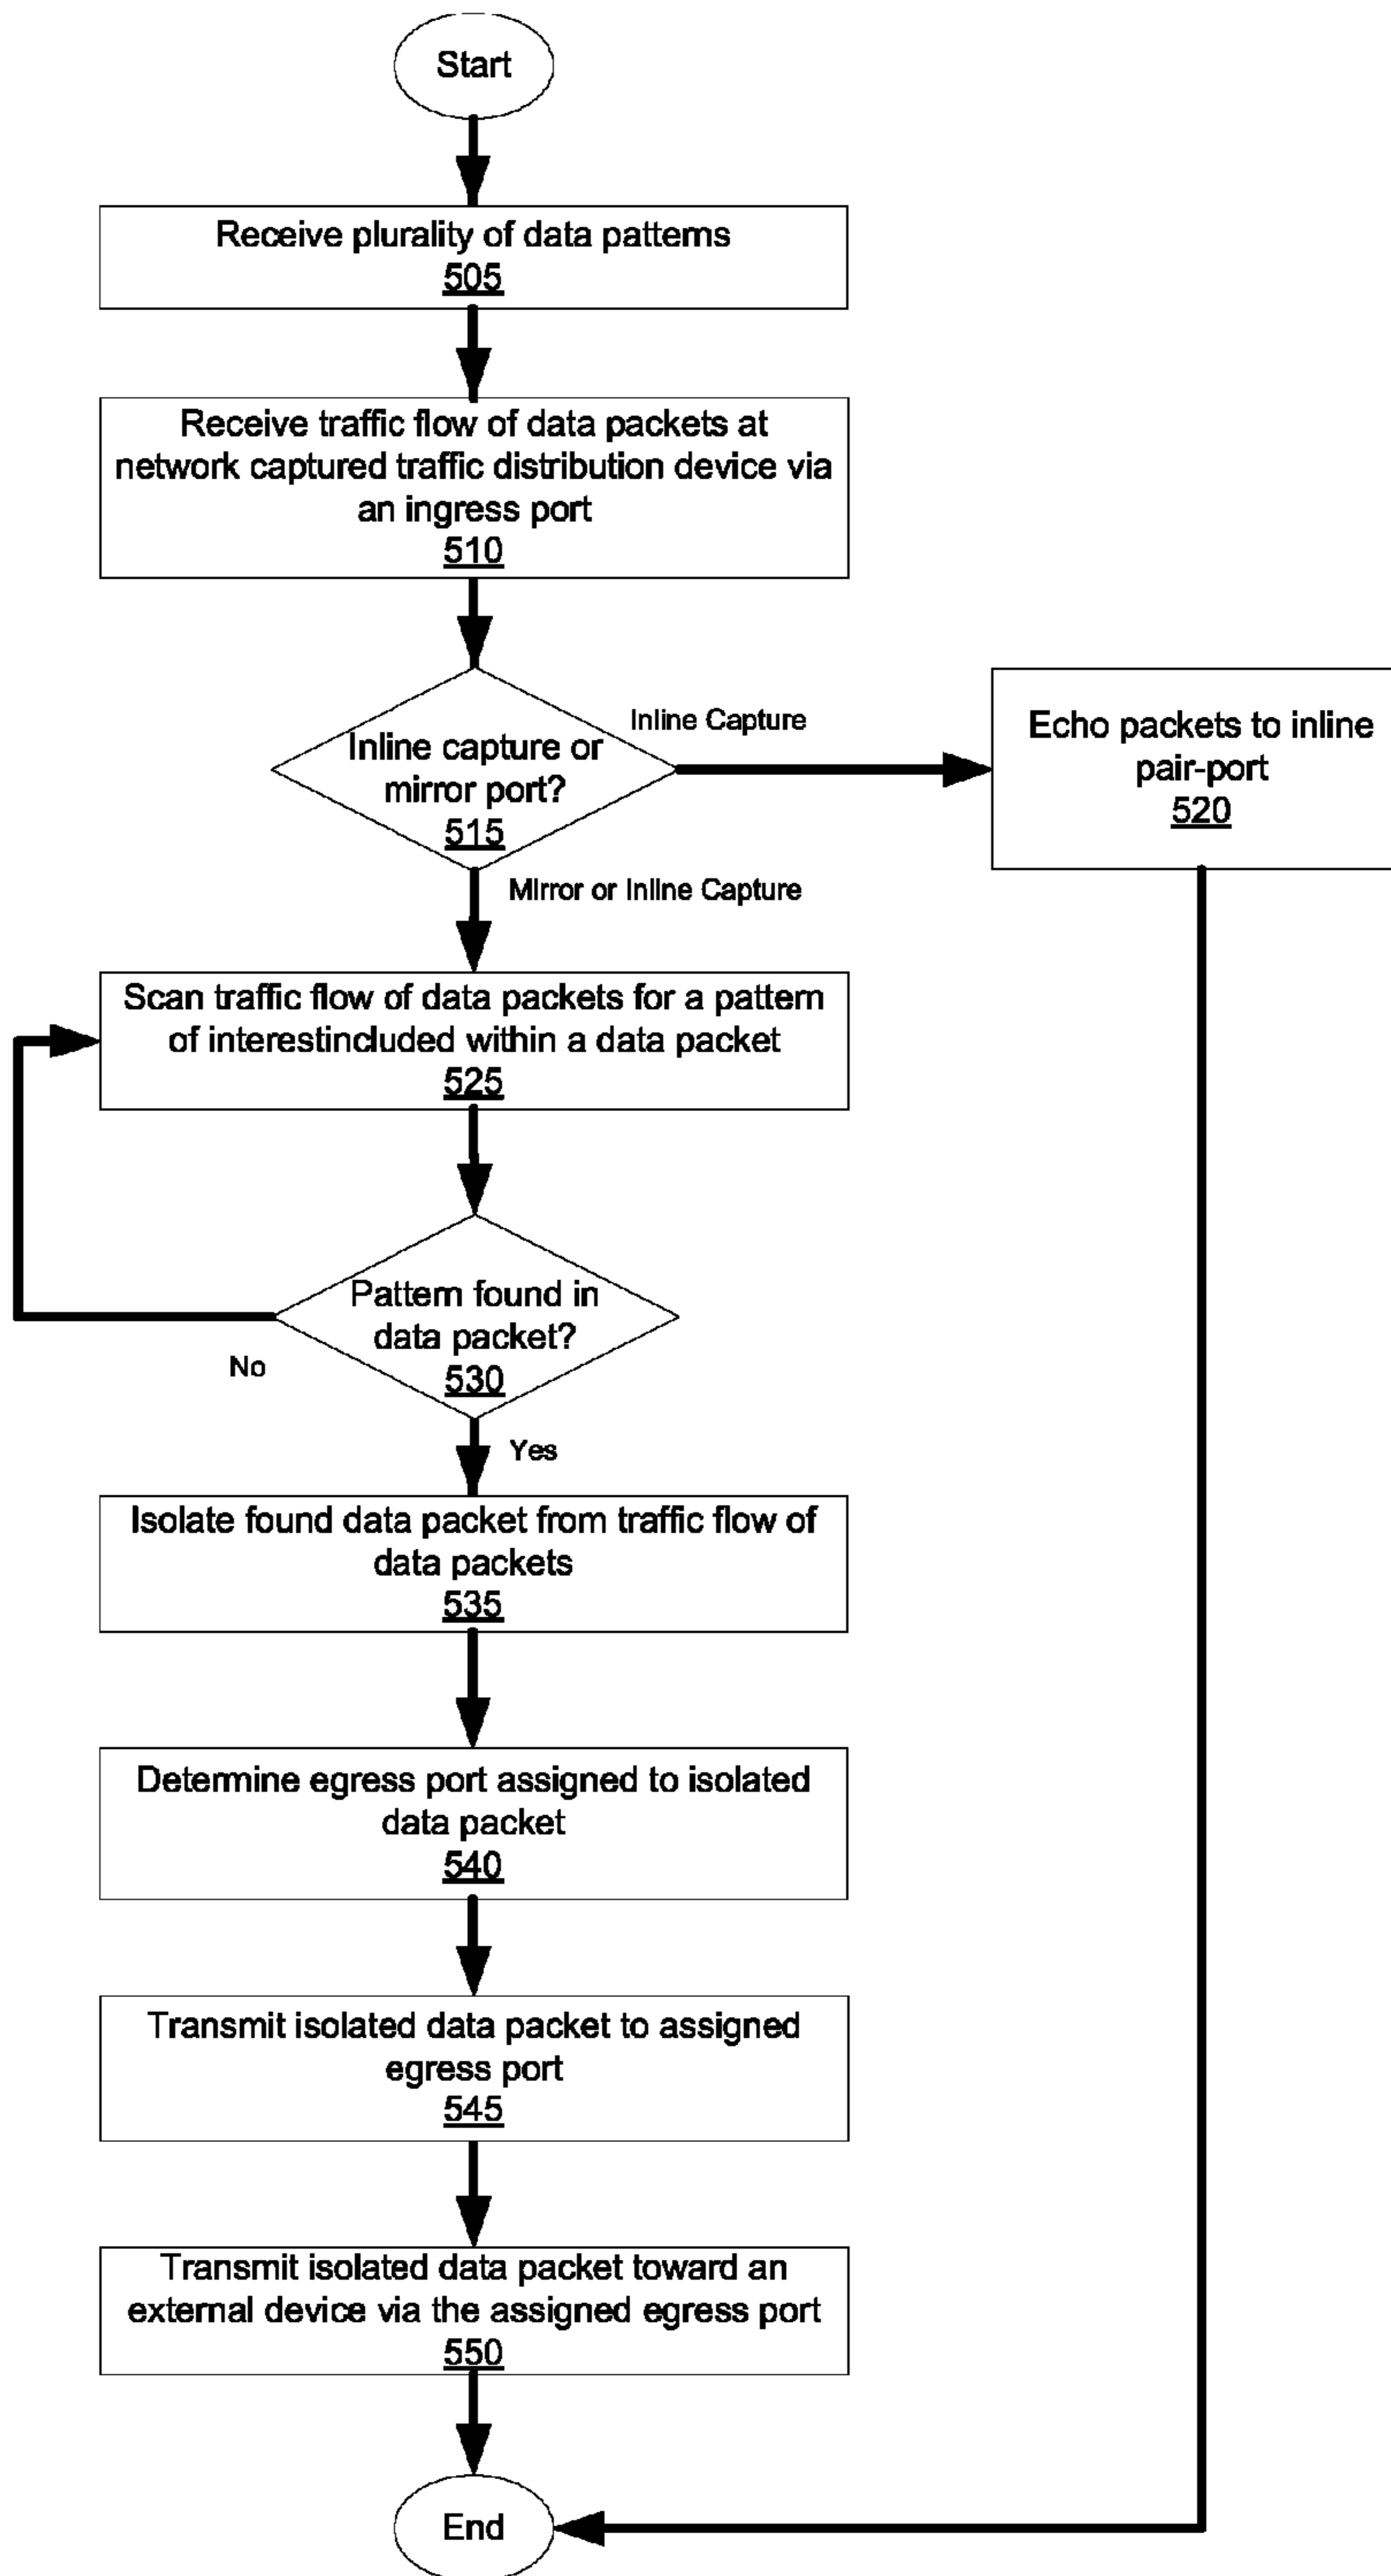 Start
Receive plurality of data patterns
505
Receive traffic flow of data packets at
network captured traffic distribution device via
an ingress port
510
Inline capture or
mirror port?
515
Inline Capture
Echo packets to inline
pair-port
520
Mirror or Inline Capture
Scan traffic flow of data packets for a pattern
of interestincluded within a data packet
525
Pattern found in
data packet?
530
No
Yes
Isolate found data packet from traffic flow of
data packets
535
Determine egress port assigned to isolated
data packet
540
Transmit isolated data packet to assigned
egress port
545
Transmit isolated data packet toward an
external device via the assigned egress port
550
End